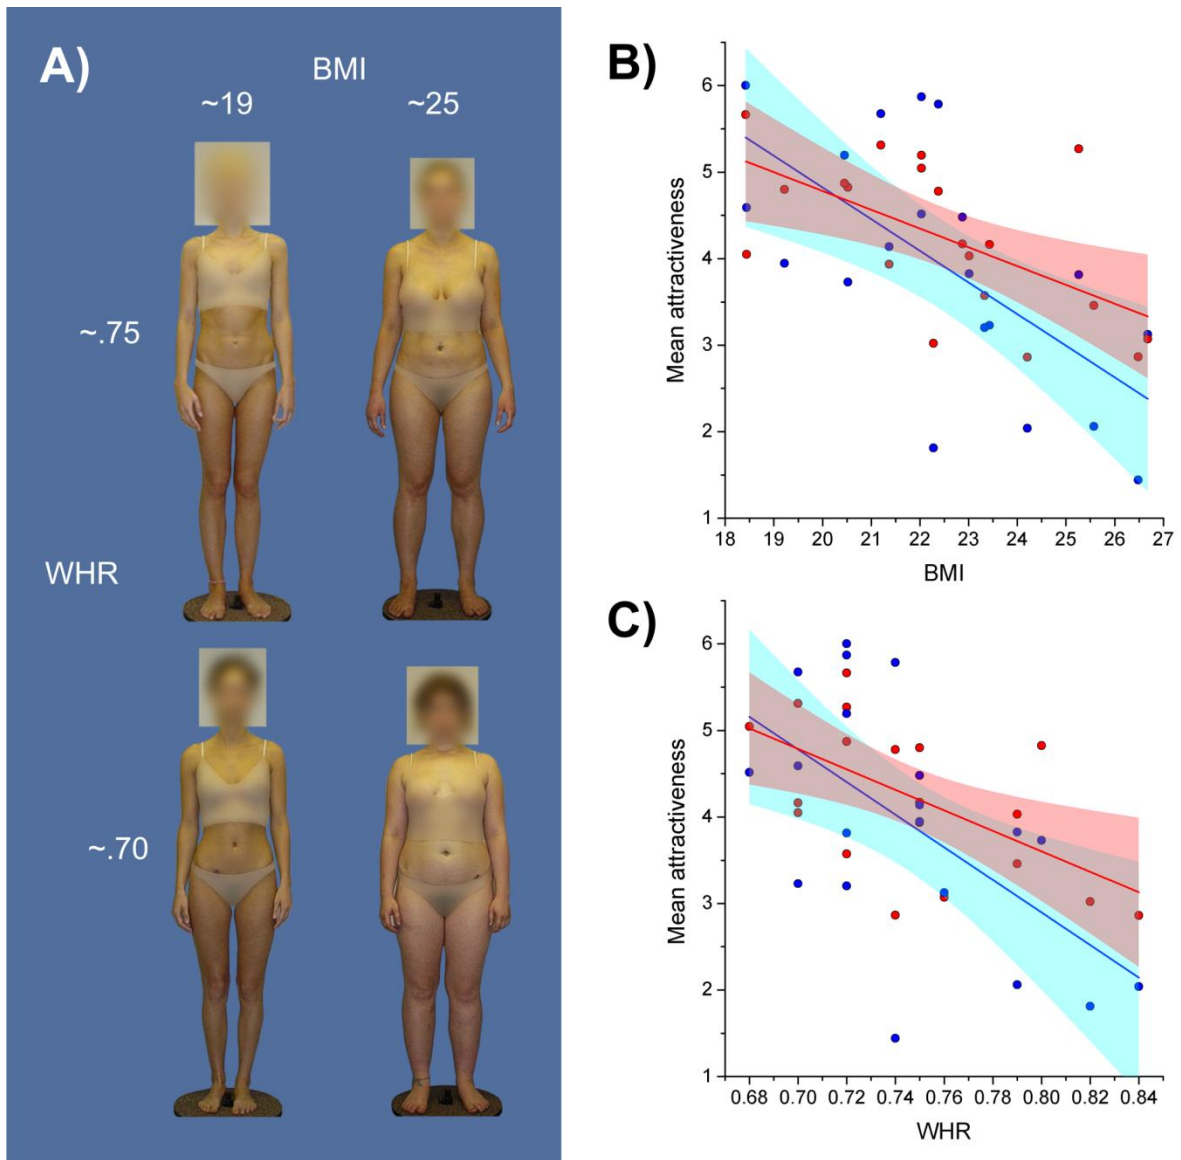 A)
BMI
~19
~25
~.75
WHR
~.70
B)
Mean attractiveness
6
5
4
3
2
1
18 19 20 21 22 23 24 25 26 27
BMI
C)
Mean attractiveness
6
5
4
3
2
1
0.68 0.70 0.72 0.74 0.76 0.78 0.80 0.82 0.84
WHR